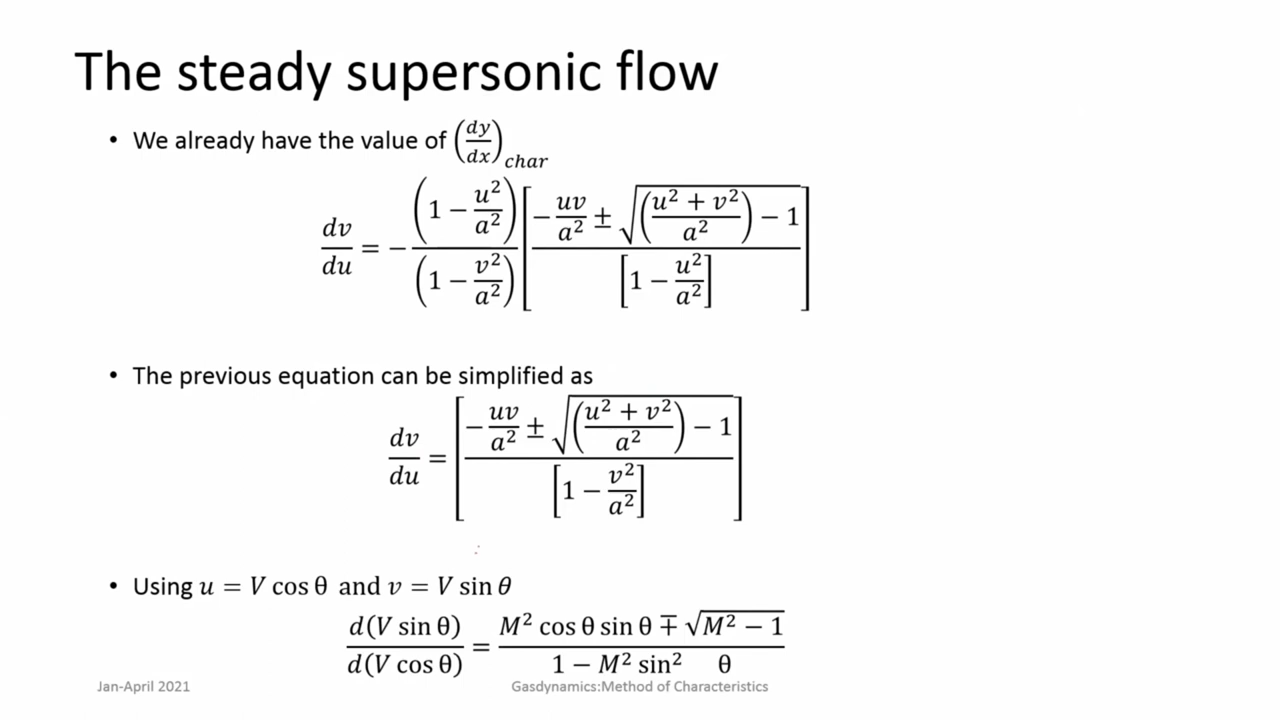 The steady supersonic flow
• We already have the value of (dy/dx)_char
dv/du = − (1 − u²/a²)/(1 − v²/a²) [ (−uv/a² ± √((u² + v²)/a²) − 1) / [1 − u²/a²] ]
• The previous equation can be simplified as
dv/du = [ (−uv/a² ± √((u² + v²)/a²) − 1) / [1 − v²/a²] ]
• Using u = V cos θ and v = V sin θ
d(V sin θ)/d(V cos θ) = (M² cos θ sin θ ∓ √(M² − 1)) / (1 − M² sin² θ)
Jan-April 2021
Gasdynamics:Method of Characteristics